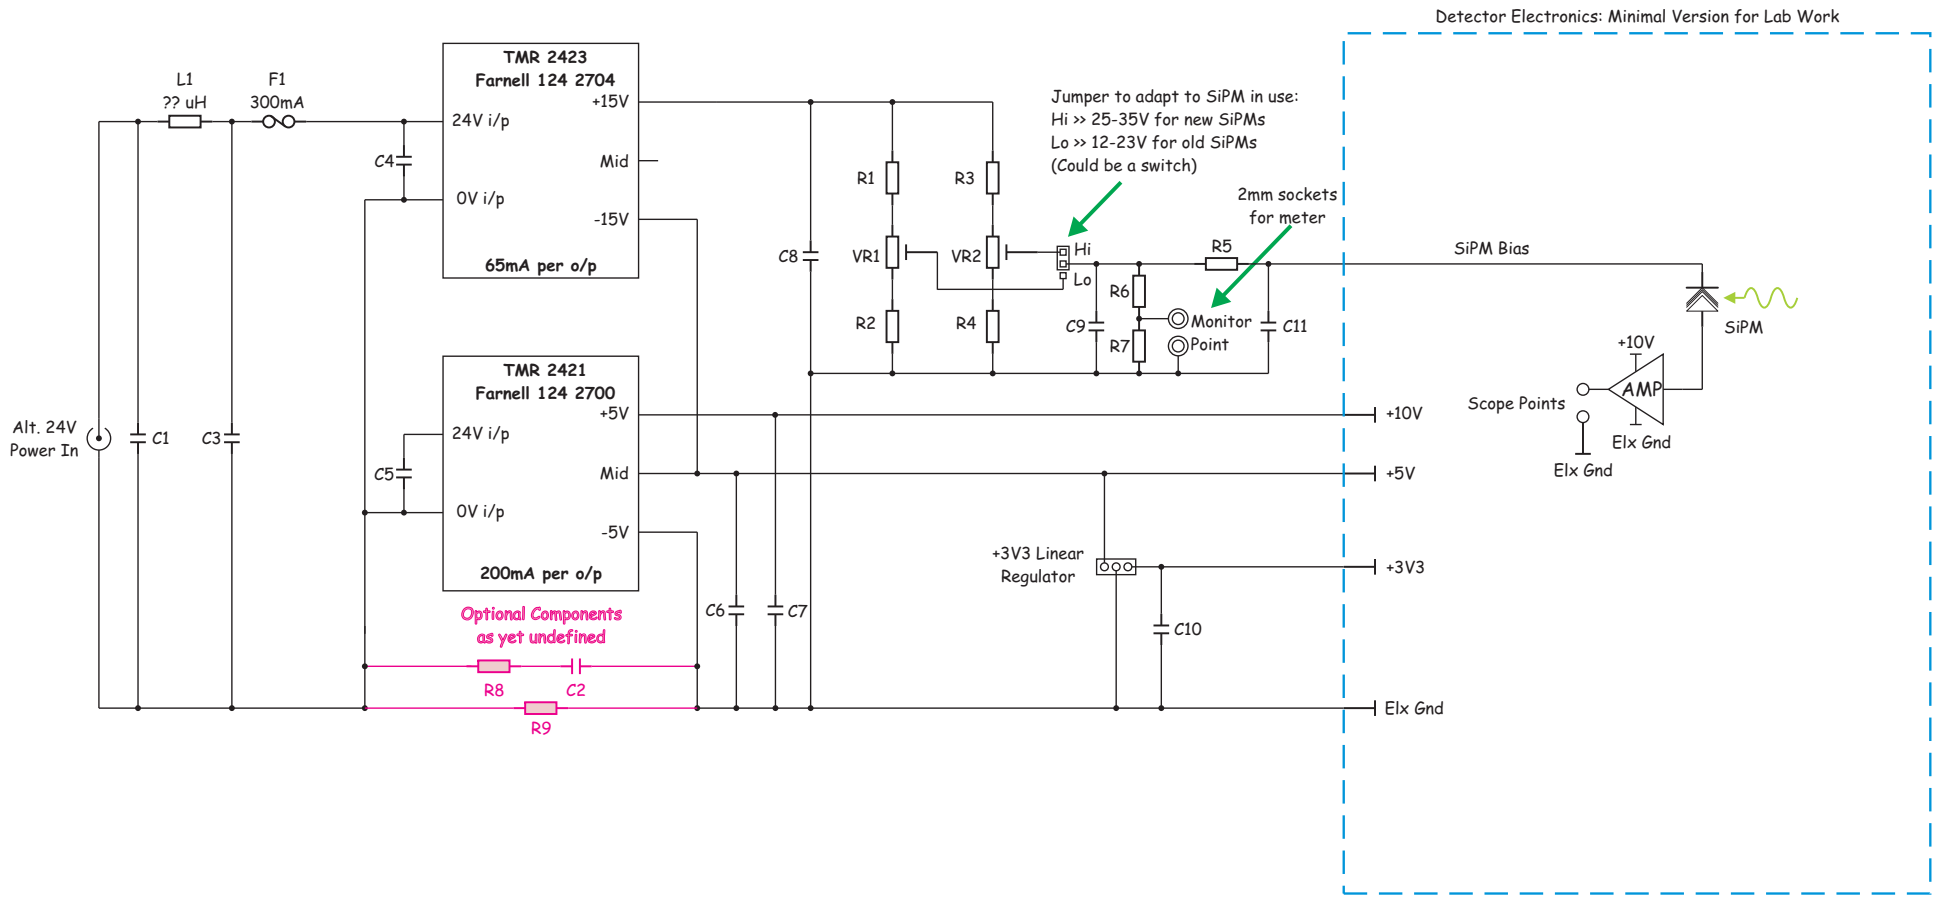 Detector Electronics: Minimal Version for Lab Work
TMR 2423
Farnell 124 2704
+15V
24V i/p
Mid
0V i/p
-15V
65mA per o/p
L1
?? uH
F1
300mA
C4
Jumper to adapt to SiPM in use:
Hi >> 25-35V for new SiPMs
Lo >> 12-23V for old SiPMs
(Could be a switch)
2mm sockets
for meter
R1
R3
C8
VR1
VR2
Hi
Lo
R5
SiPM Bias
R6
R2
R4
C9
Monitor
Point
R7
C11
SiPM
+10V
AMP
Scope Points
Elx Gnd
Elx Gnd
TMR 2421
Farnell 124 2700
+5V
24V i/p
Mid
0V i/p
-5V
200mA per o/p
C5
Alt. 24V
Power In
C1
C3
+10V
+5V
+3V3 Linear
Regulator
+3V3
Optional Components
as yet undefined
C6
C7
C10
R8
C2
R9
Elx Gnd